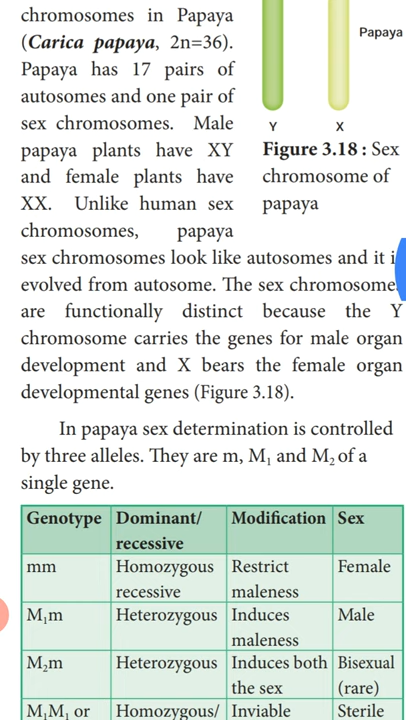 chromosomes in Papaya
(Carica papaya, 2n=36).
Papaya has 17 pairs of
autosomes and one pair of
sex chromosomes. Male
papaya plants have XY
and female plants have
XX. Unlike human sex
chromosomes, papaya
Papaya
Y X
Figure 3.18 : Sex
chromosome of
papaya
sex chromosomes look like autosomes and it
evolved from autosome. The sex chromosome
are functionally distinct because the Y
chromosome carries the genes for male organ
development and X bears the female organ
developmental genes (Figure 3.18).
In papaya sex determination is controlled
by three alleles. They are m, M₁ and M₂ of a
single gene.
Genotype Dominant/ Modification Sex
recessive
mm Homozygous Restrict Female
recessive maleness
M₁m Heterozygous Induces Male
maleness
M₂m Heterozygous Induces both Bisexual
the sex (rare)
M₁M₁ or Homozygous/ Inviable Sterile